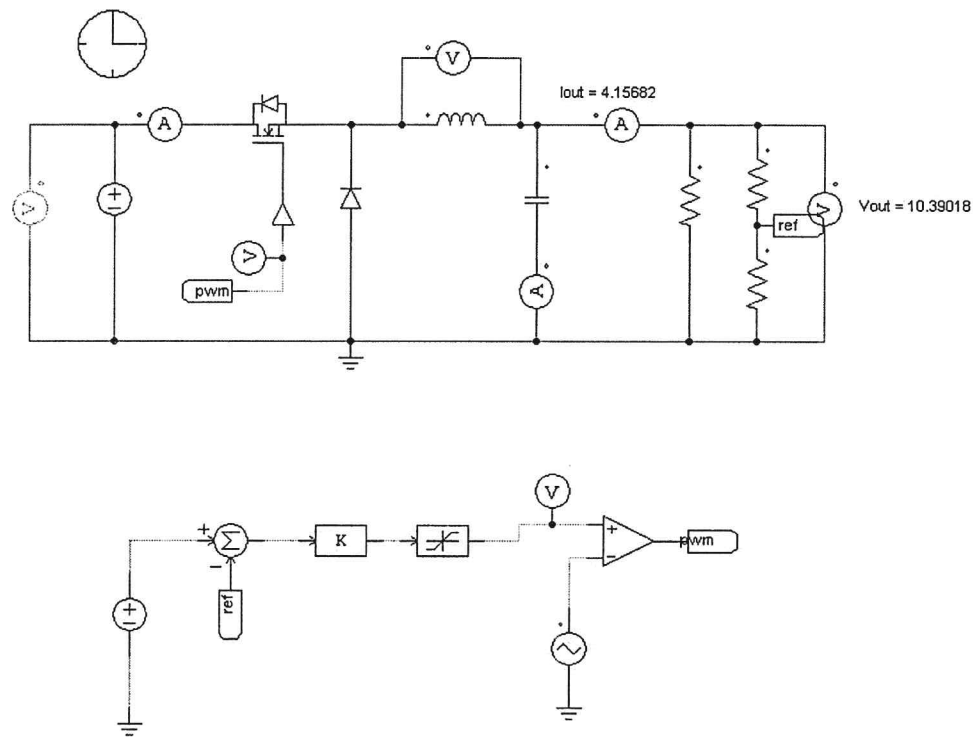 V
Iout = 4.15682
A
A
V
V
Vout = 10.39018
ref
V
pwm
A
V
K
pwm
ref